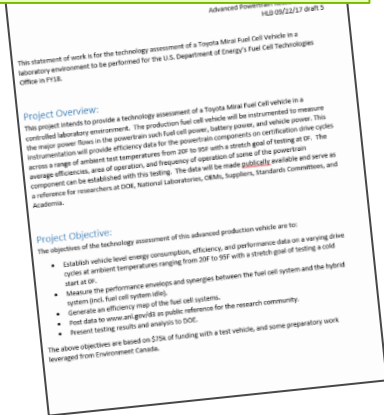 Advanced Powertrain
HLB 09/22/17 draft 5
This statement of work is for the technology assessment of a Toyota Mirai Fuel Cell Vehicle in a
laboratory environment to be performed for the U.S. Department of Energy's Fuel Cell Technologies
Office in FY18.
Project Overview:
This project intends to provide a technology assessment of a Toyota Mirai Fuel Cell vehicle in a
controlled laboratory environment. The production fuel cell vehicle will be instrumented to measure
the major power flows in the powertrain such fuel cell power, battery power, and vehicle power. This
instrumentation will provide efficiency data for the powertrain components on certification drive cycles
across a range of ambient test temperatures from 20F to 95F with a stretch goal of testing at 0F. The
average efficiencies, area of operation, and frequency of operation of some of the powertrain
component can be established with this testing. The data will be made publically available and serve as
a reference for researchers at DOE, National Laboratories, OEMs, Suppliers, Standards Committees, and
Academia.
Project Objective:
The objectives of the technology assessment of this advanced production vehicle are to:
• Establish vehicle level energy consumption, efficiency, and performance data on a varying drive
cycles at ambient temperatures ranging from 20F to 95F with a stretch goal of testing a cold
start at 0F.
• Measure the performance envelops and synergies between the fuel cell system and the hybrid
system (incl. fuel cell system idle).
• Generate an efficiency map of the fuel cell systems.
• Post data to www.anl.gov/d3 as public reference for the research community.
• Present testing results and analysis to DOE.
The above objectives are based on $75k of funding with a test vehicle, and some preparatory work
leveraged from Environment Canada.